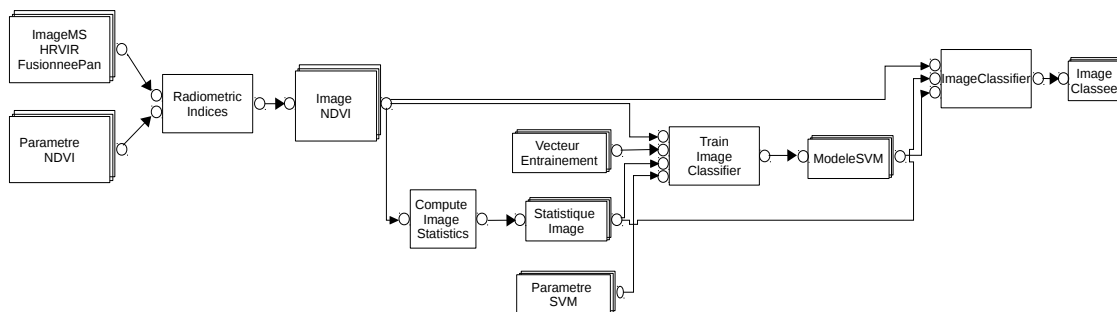 ImageMS
HRVIR
FusionneePan
Parametre
NDVI
Radiometric
Indices
Image
NDVI
Compute
Image
Statistics
Vecteur
Entrainement
Statistique
Image
Parametre
SVM
Train
Image
Classifier
ModeleSVM
ImageClassifier
Image
Classee